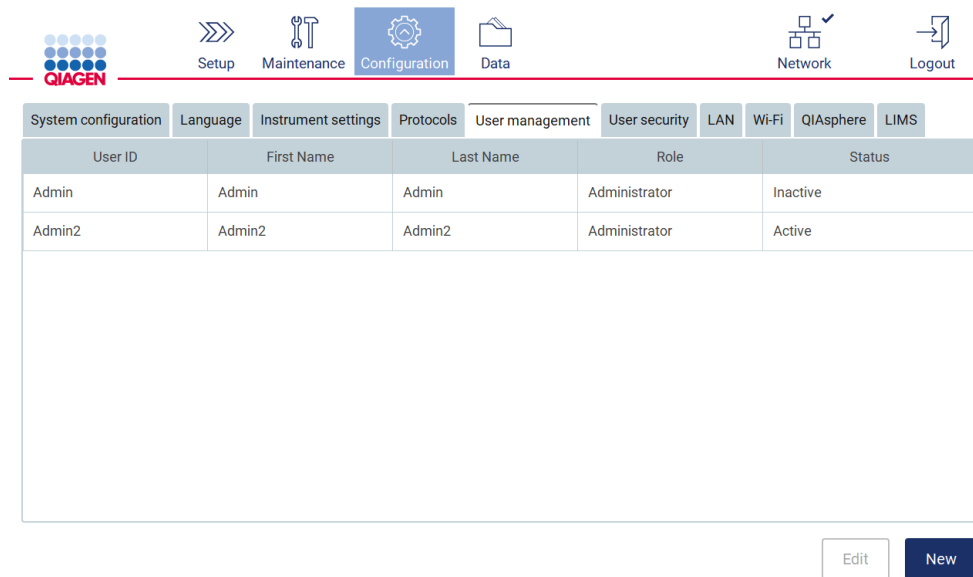 QIAGEN
Setup Maintenance Configuration Data Network Logout
System configuration Language Instrument settings Protocols User management User security LAN Wi-Fi QIAsphere LIMS
User ID First Name Last Name Role Status
Admin Admin Admin Administrator Inactive
Admin2 Admin2 Admin2 Administrator Active
Edit New